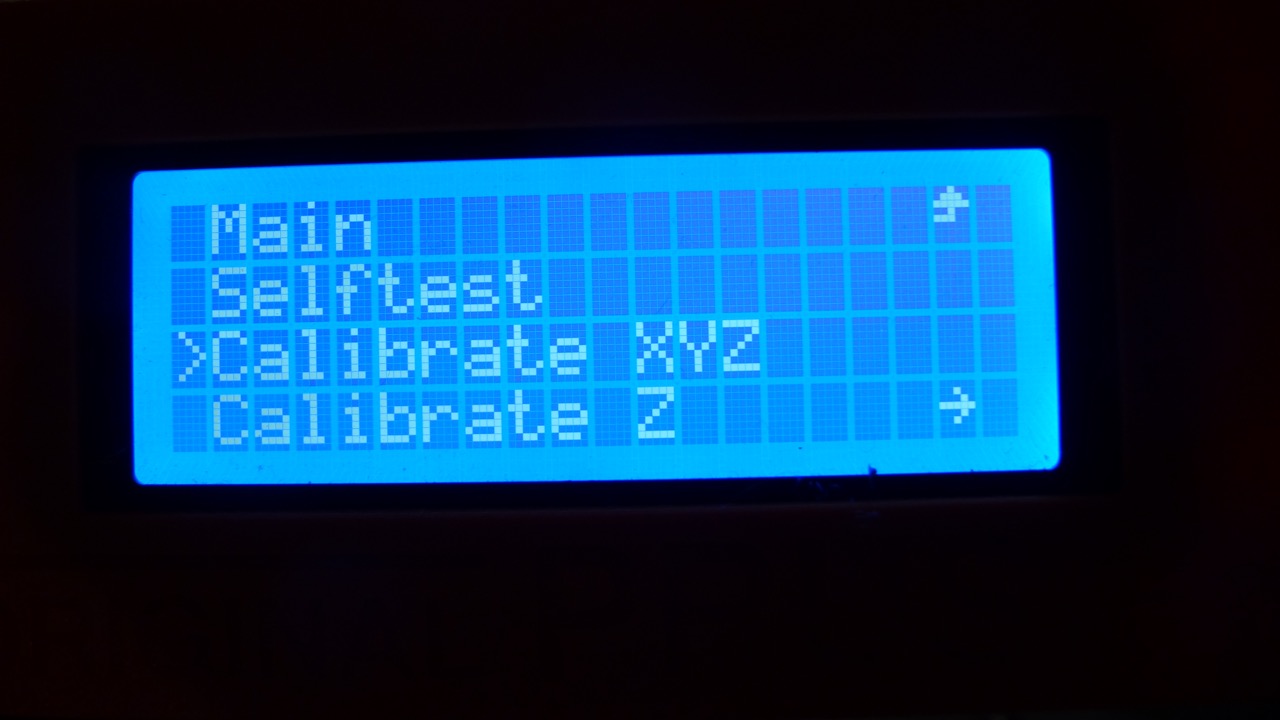 Main ⮭
Selftest
>Calibrate XYZ
Calibrate Z →